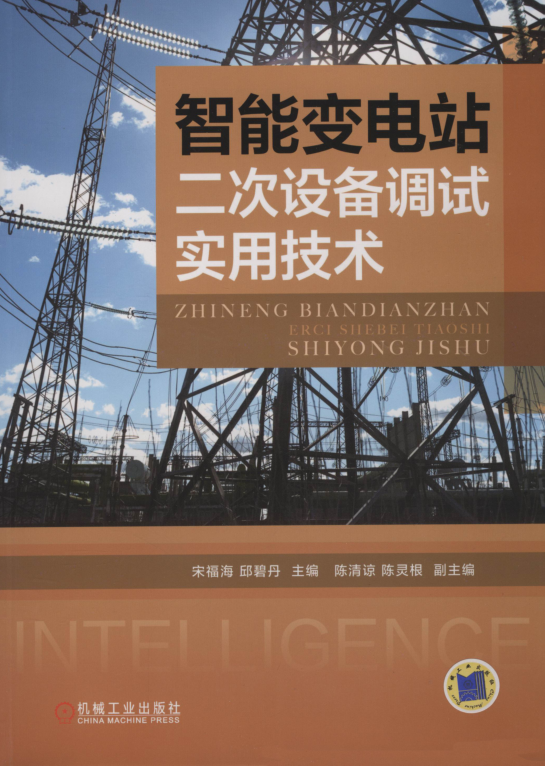 智能变电站
二次设备调试
实用技术
ZHINENG BIANDIANZHAN
ERCI SHEBEI TIAOSHI
SHIYONG JISHU
宋福海 邱碧丹 主编 陈清谅 陈灵根 副主编
INTELLIGENCE
机械工业出版社
CHINA MACHINE PRESS